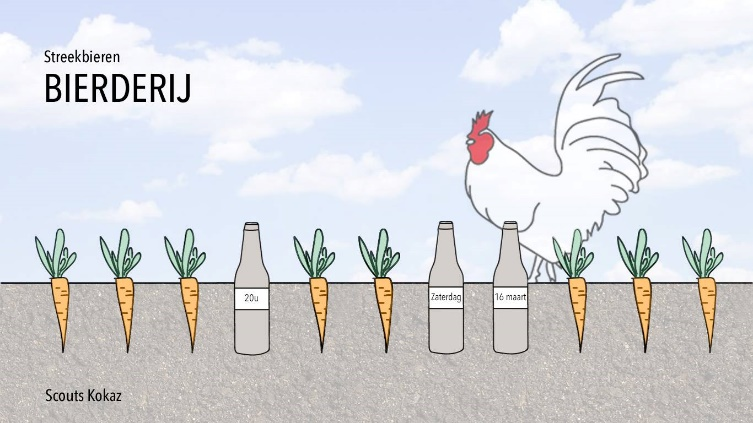 Streekbieren
BIERDERIJ
20u
Zaterdag
16 maart
Scouts Kokaz